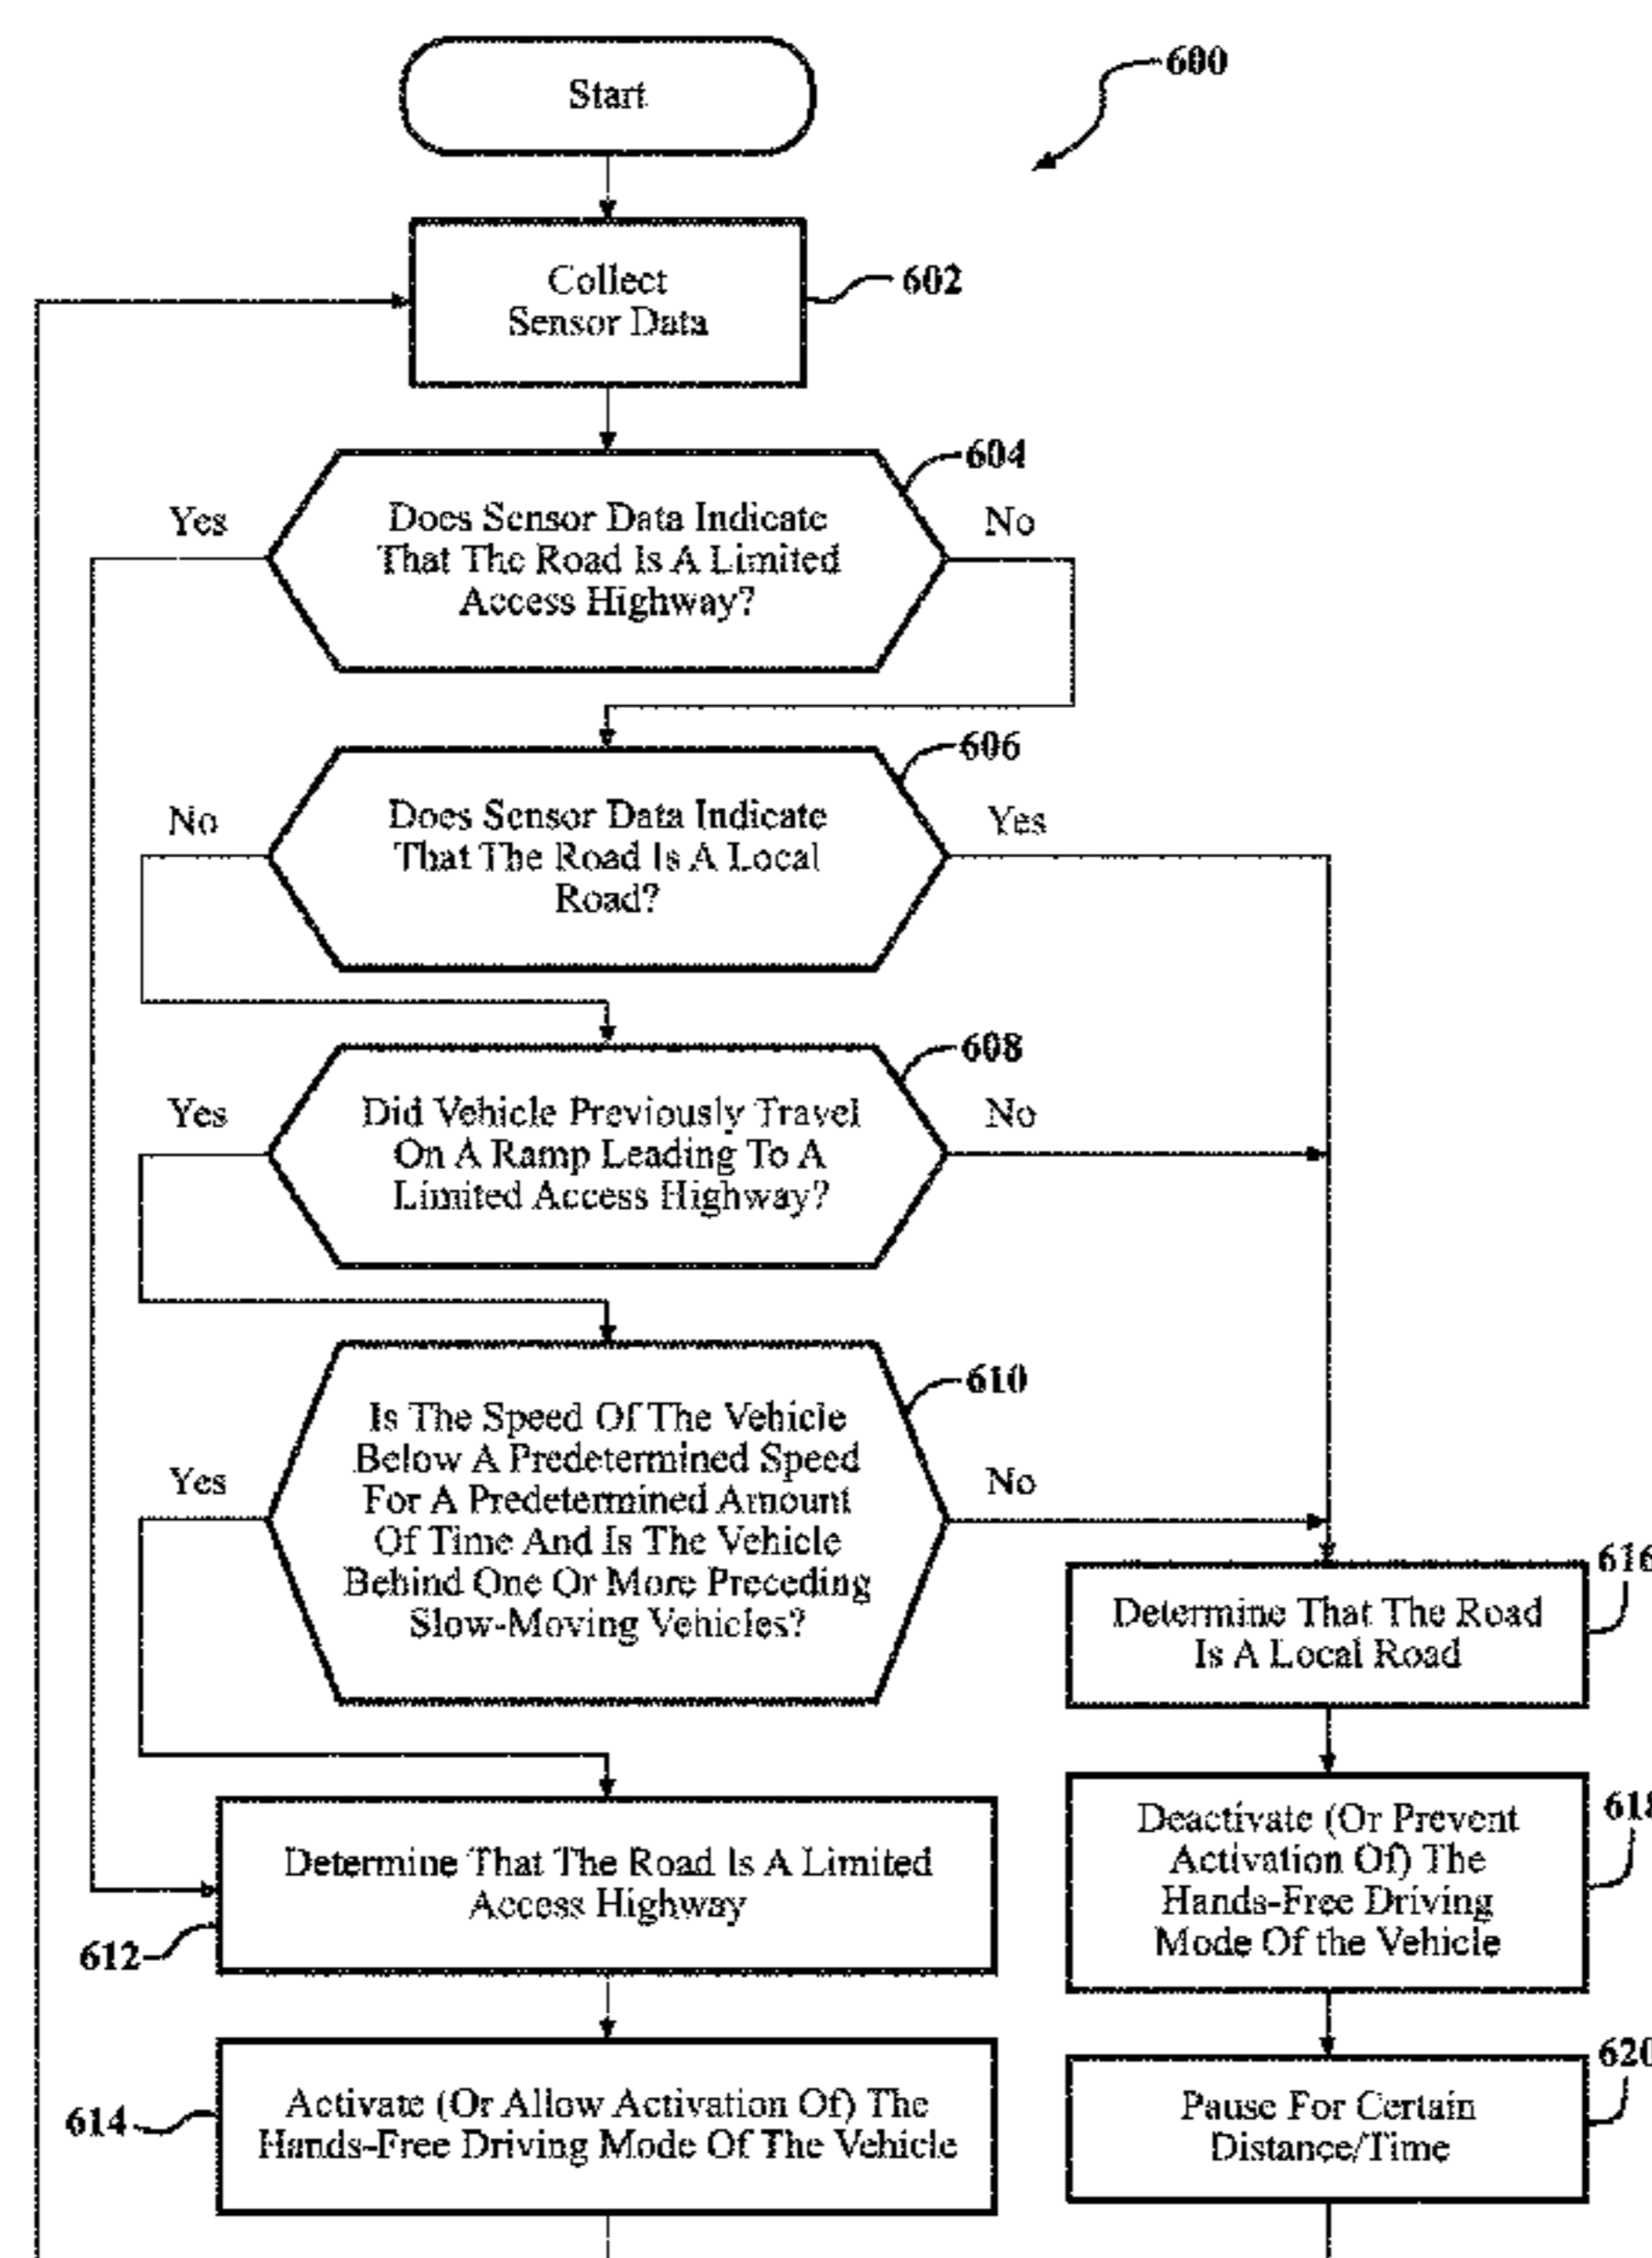 Start
600
Collect
Sensor Data
602
604
Yes
Does Sensor Data Indicate
That The Road Is A Limited
Access Highway?
No
606
No
Does Sensor Data Indicate
That The Road Is A Local
Road?
Yes
608
Yes
Did Vehicle Previously Travel
On A Ramp Leading To A
Limited Access Highway?
No
610
Yes
Is The Speed Of The Vehicle
Below A Predetermined Speed
For A Predetermined Amount
Of Time And Is The Vehicle
Behind One Or More Preceding
Slow-Moving Vehicles?
No
616
Determine That The Road
Is A Local Road
618
Deactivate (Or Prevent
Activation Of) The
Hands-Free Driving
Mode Of the Vehicle
Determine That The Road Is A Limited
Access Highway
612
620
Pause For Certain
Distance/Time
614
Activate (Or Allow Activation Of) The
Hands-Free Driving Mode Of The Vehicle